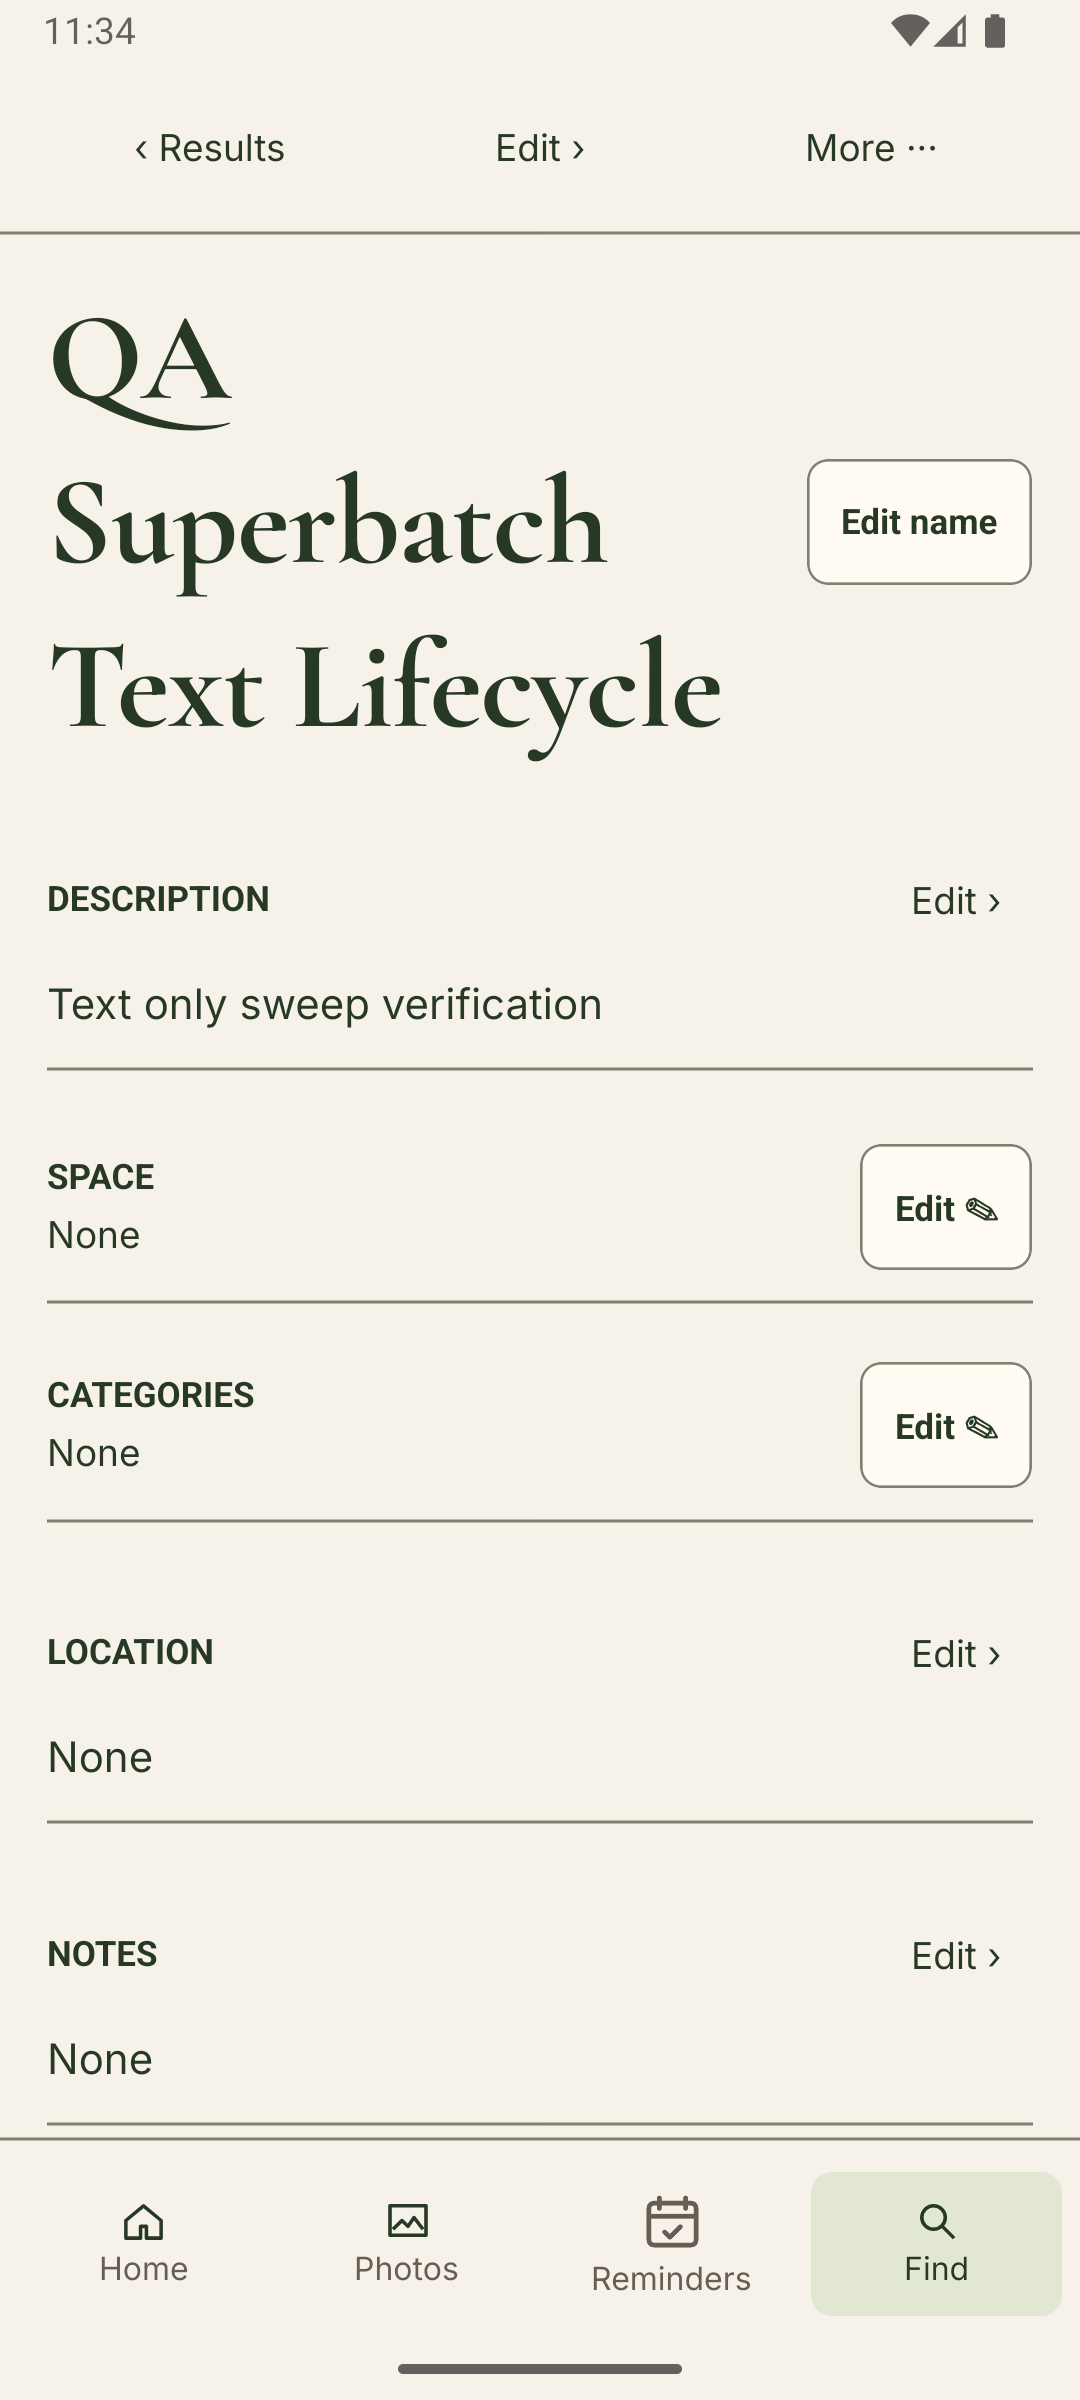 11:34
‹ Results
Edit ›
More ···
QA
Superbatch
Text Lifecycle
Edit name
DESCRIPTION
Edit ›
Text only sweep verification
SPACE
None
Edit ✎
CATEGORIES
None
Edit ✎
LOCATION
Edit ›
None
NOTES
Edit ›
None
Home
Photos
Reminders
Find